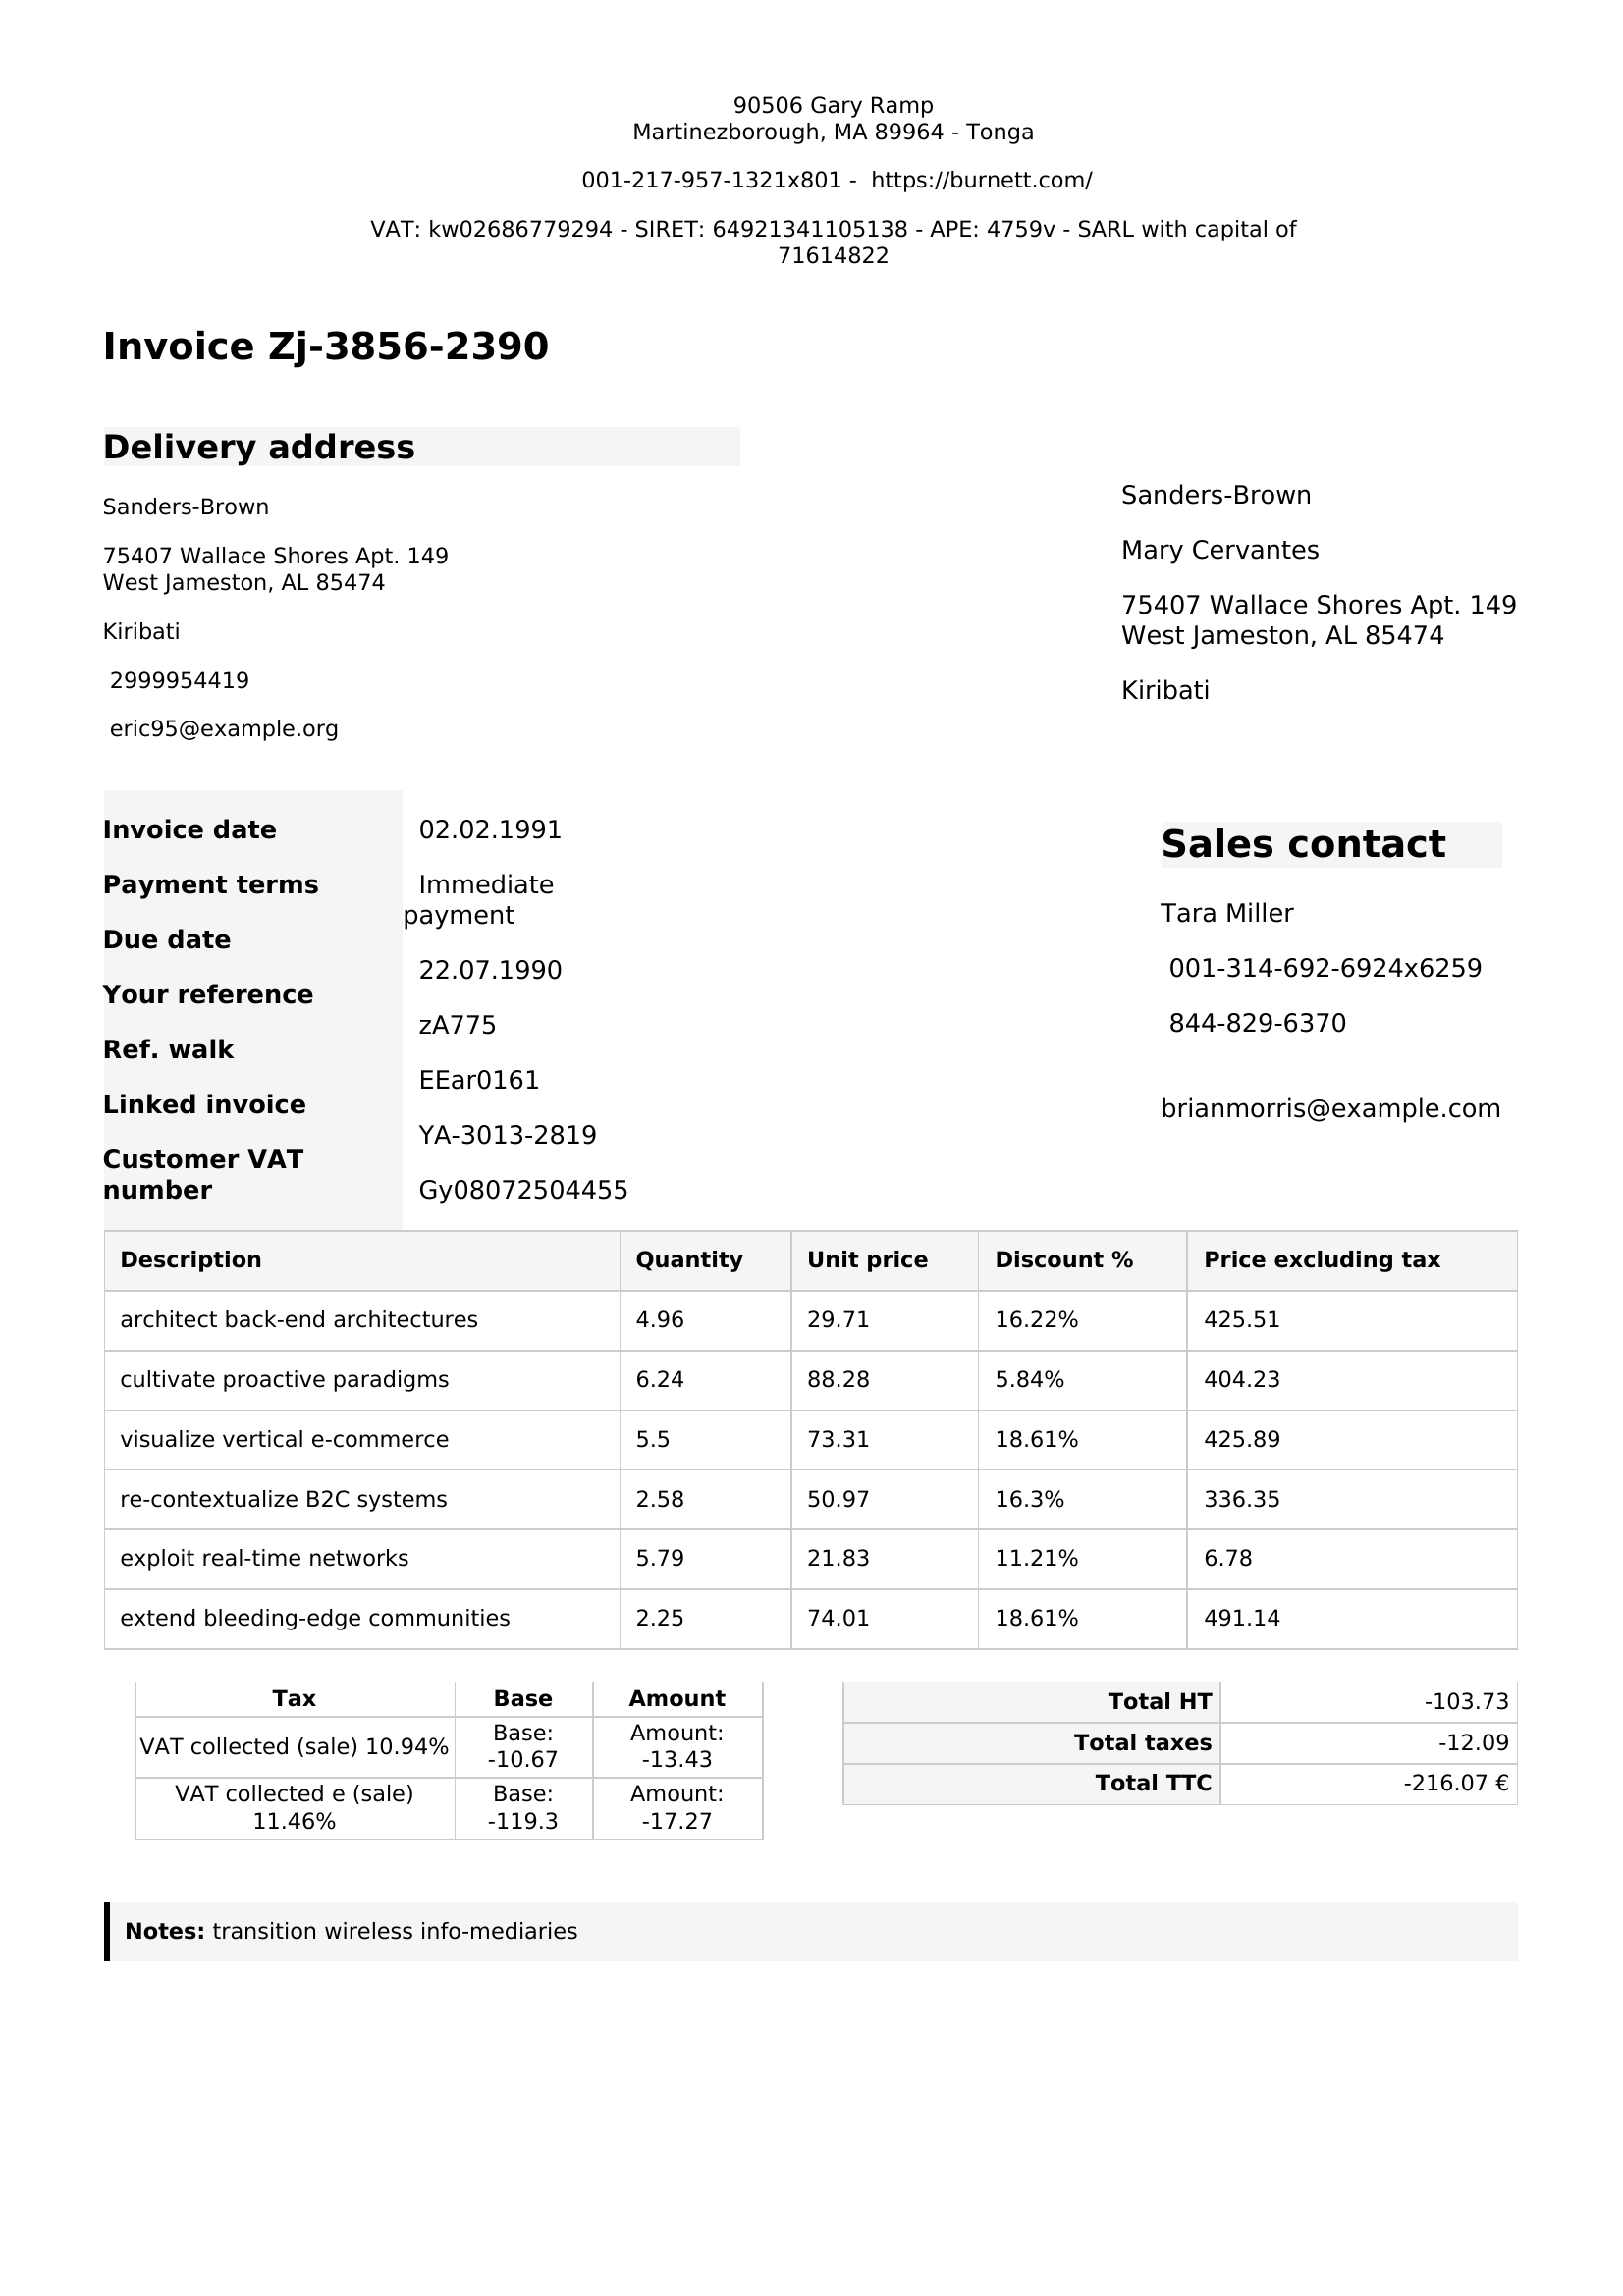 90506 Gary Ramp
Martinezborough, MA 89964 - Tonga
001-217-957-1321x801 -  https://burnett.com/
VAT: kw02686779294 - SIRET: 64921341105138 - APE: 4759v - SARL with capital of
71614822
Invoice Zj-3856-2390
Delivery address
Sanders-Brown
75407 Wallace Shores Apt. 149
West Jameston, AL 85474
Kiribati
2999954419
eric95@example.org
Sanders-Brown
Mary Cervantes
75407 Wallace Shores Apt. 149
West Jameston, AL 85474
Kiribati
Invoice date
Payment terms
Due date
Your reference
Ref. walk
Linked invoice
Customer VAT
number
02.02.1991
Immediate
payment
22.07.1990
zA775
EEar0161
YA-3013-2819
Gy08072504455
Sales contact
Tara Miller
001-314-692-6924x6259
844-829-6370
brianmorris@example.com
Description Quantity Unit price Discount % Price excluding tax
architect back-end architectures 4.96 29.71 16.22% 425.51
cultivate proactive paradigms 6.24 88.28 5.84% 404.23
visualize vertical e-commerce 5.5 73.31 18.61% 425.89
re-contextualize B2C systems 2.58 50.97 16.3% 336.35
exploit real-time networks 5.79 21.83 11.21% 6.78
extend bleeding-edge communities 2.25 74.01 18.61% 491.14
Tax Base Amount
VAT collected (sale) 10.94% Base: -10.67 Amount: -13.43
VAT collected e (sale) 11.46% Base: -119.3 Amount: -17.27
Total HT -103.73
Total taxes -12.09
Total TTC -216.07 €
Notes: transition wireless info-mediaries